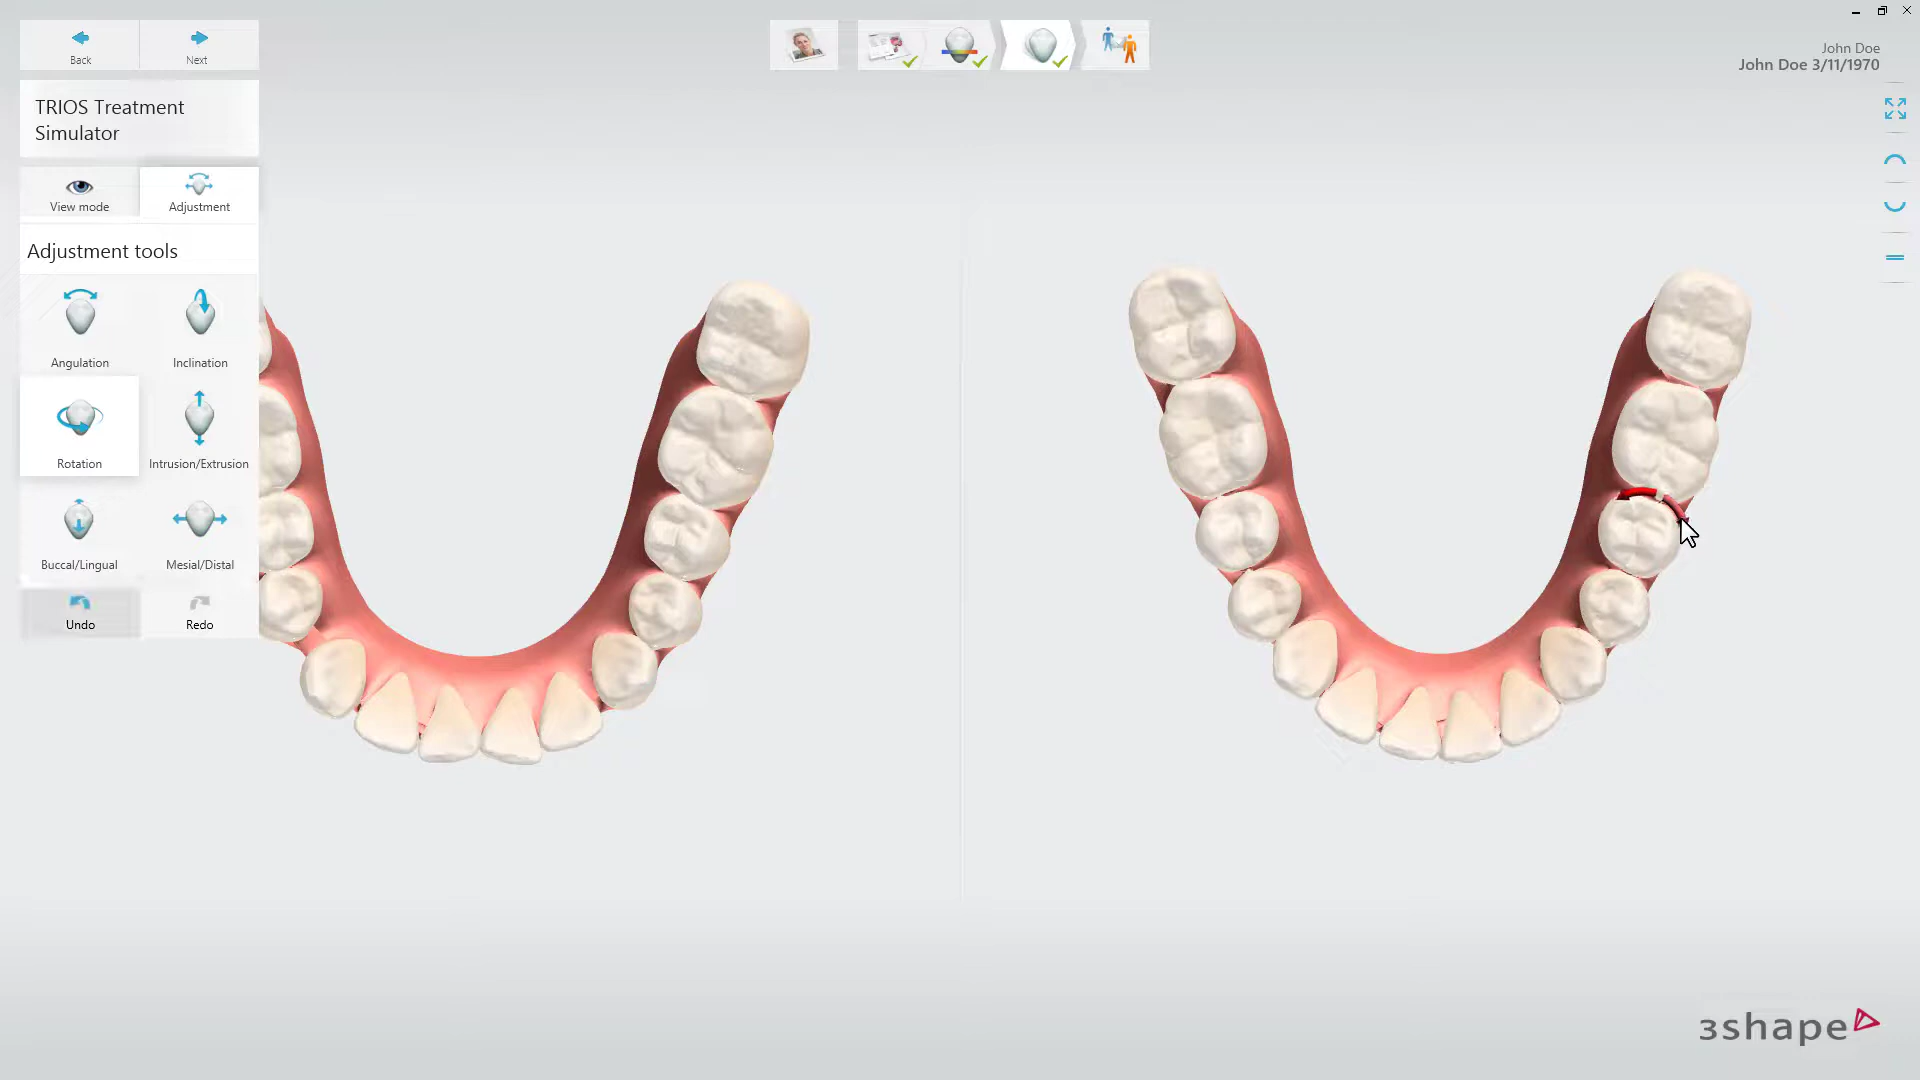 Back
Next
John Doe
John Doe 3/11/1970
TRIOS Treatment
Simulator
View mode
Adjustment
Adjustment tools
Angulation
Inclination
Rotation
Intrusion/Extrusion
Buccal/Lingual
Mesial/Distal
Undo
Redo
3shape